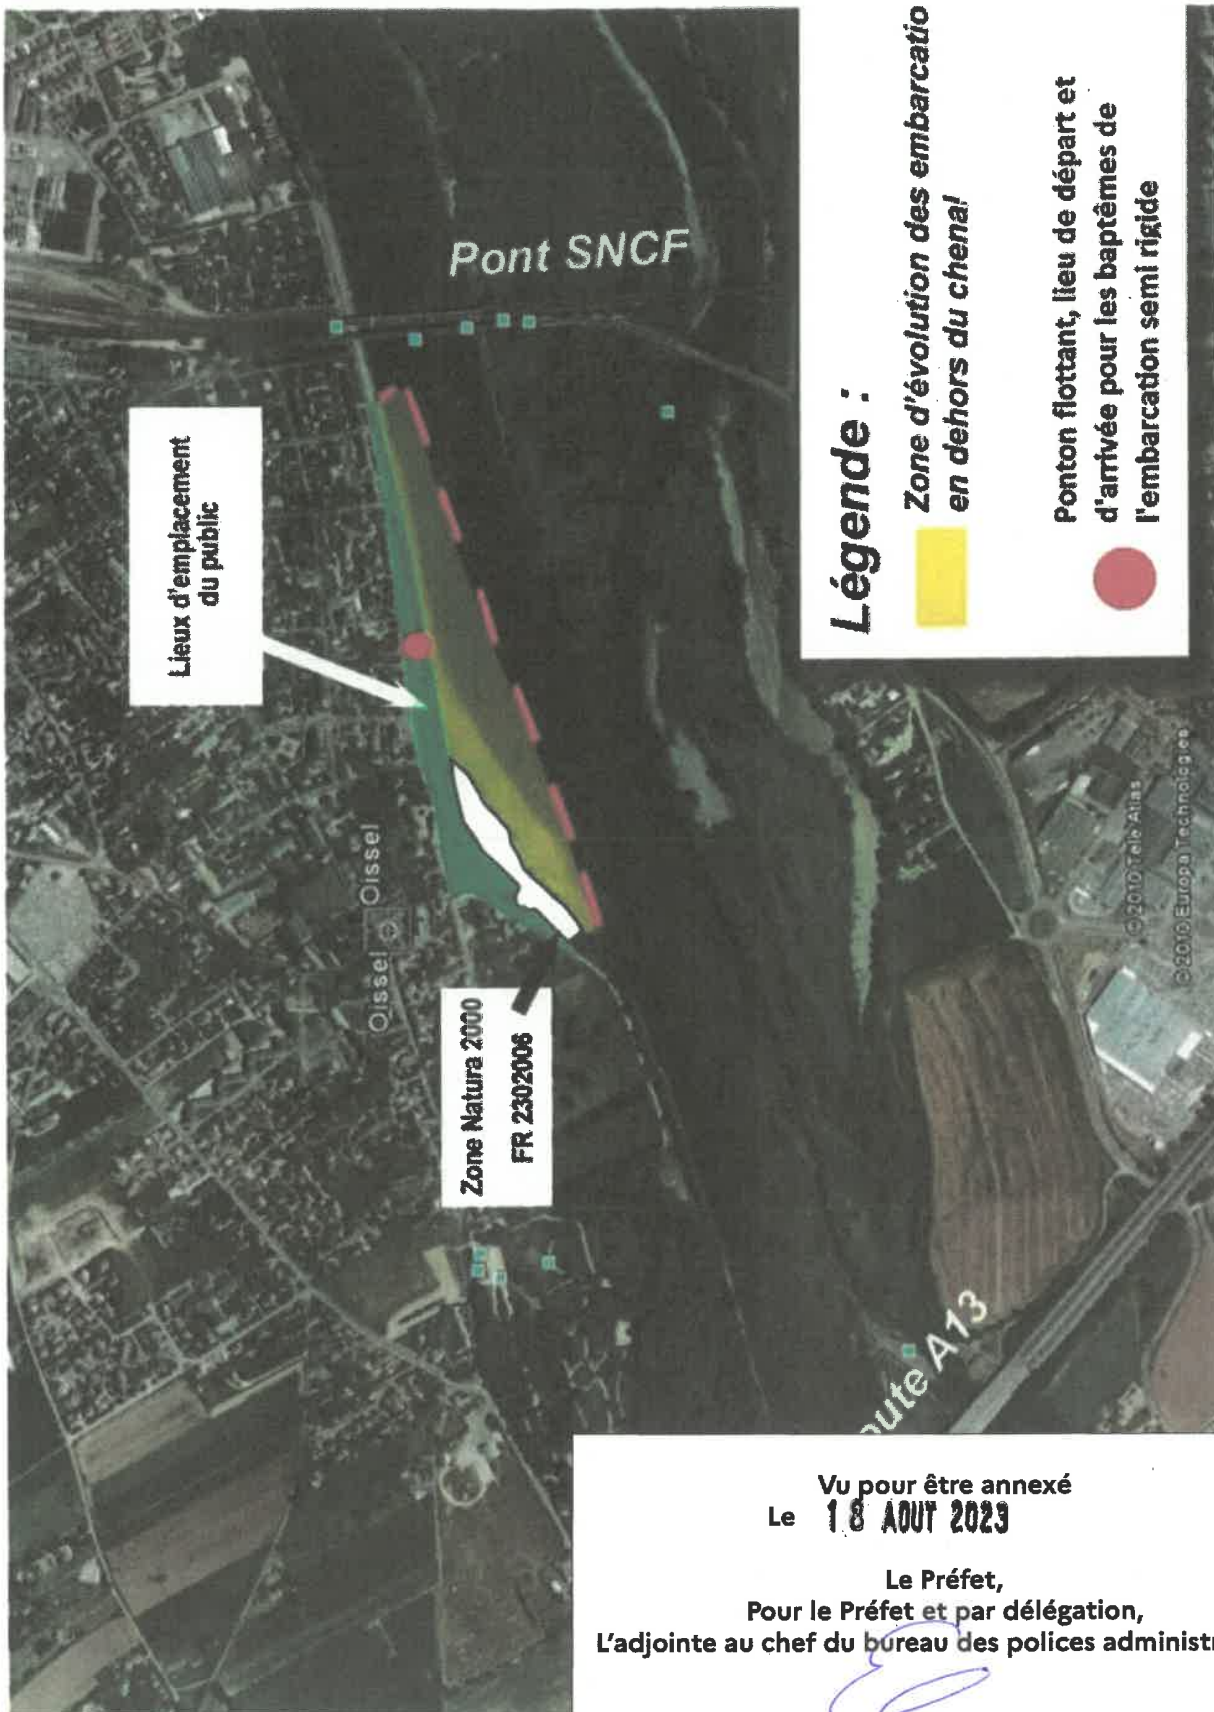 Lieux d'emplacement
du public
Pont SNCF
Oissel Oissel
Zone Natura 2000
FR 2302006
Légende :
Zone d'évolution des embarcatio
en dehors du chenal
Ponton flottant, lieu de départ et
d'arrivée pour les baptêmes de
l'embarcation semi rigide
© 2010 Tele Atlas
© 2010 Europa Technologies
oute A13
Vu pour être annexé
Le 18 AOUT 2023
Le Préfet,
Pour le Préfet et par délégation,
L'adjointe au chef du bureau des polices administr